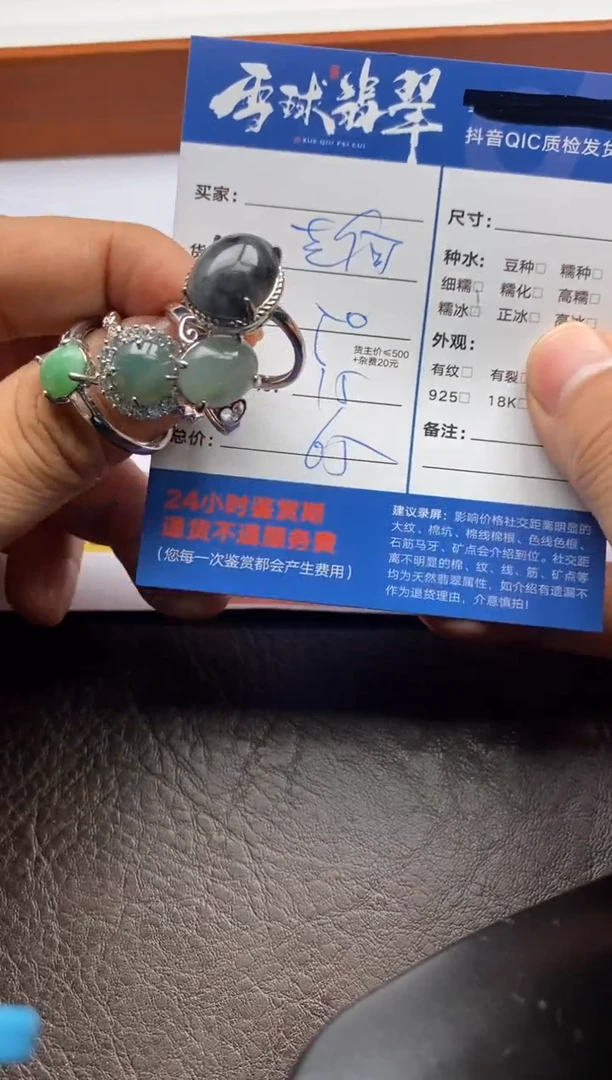 雪球翡翠
XUE QIU FEI CUI
抖音QIC质检发货
买家：
货
货主价≤500
+杂费20元
总价：
尺寸：
种水： 豆种□ 糯种□
细糯□ 糯化□ 高糯□
糯冰□ 正冰□ 高冰□
外观：
有纹□ 有裂□
925□ 18K□
备注：
24小时鉴赏期
退货不退服务费
（您每一次鉴赏都会产生费用）
建议录屏：影响价格社交距离明显的
大纹、棉坑、棉线棉根、色线色根、
石筋马牙、矿点会介绍到位。社交距
离不明显的棉、纹、线、筋、矿点等
均为天然翡翠属性，如介绍有遗漏不
作为退货理由，介意慎拍！